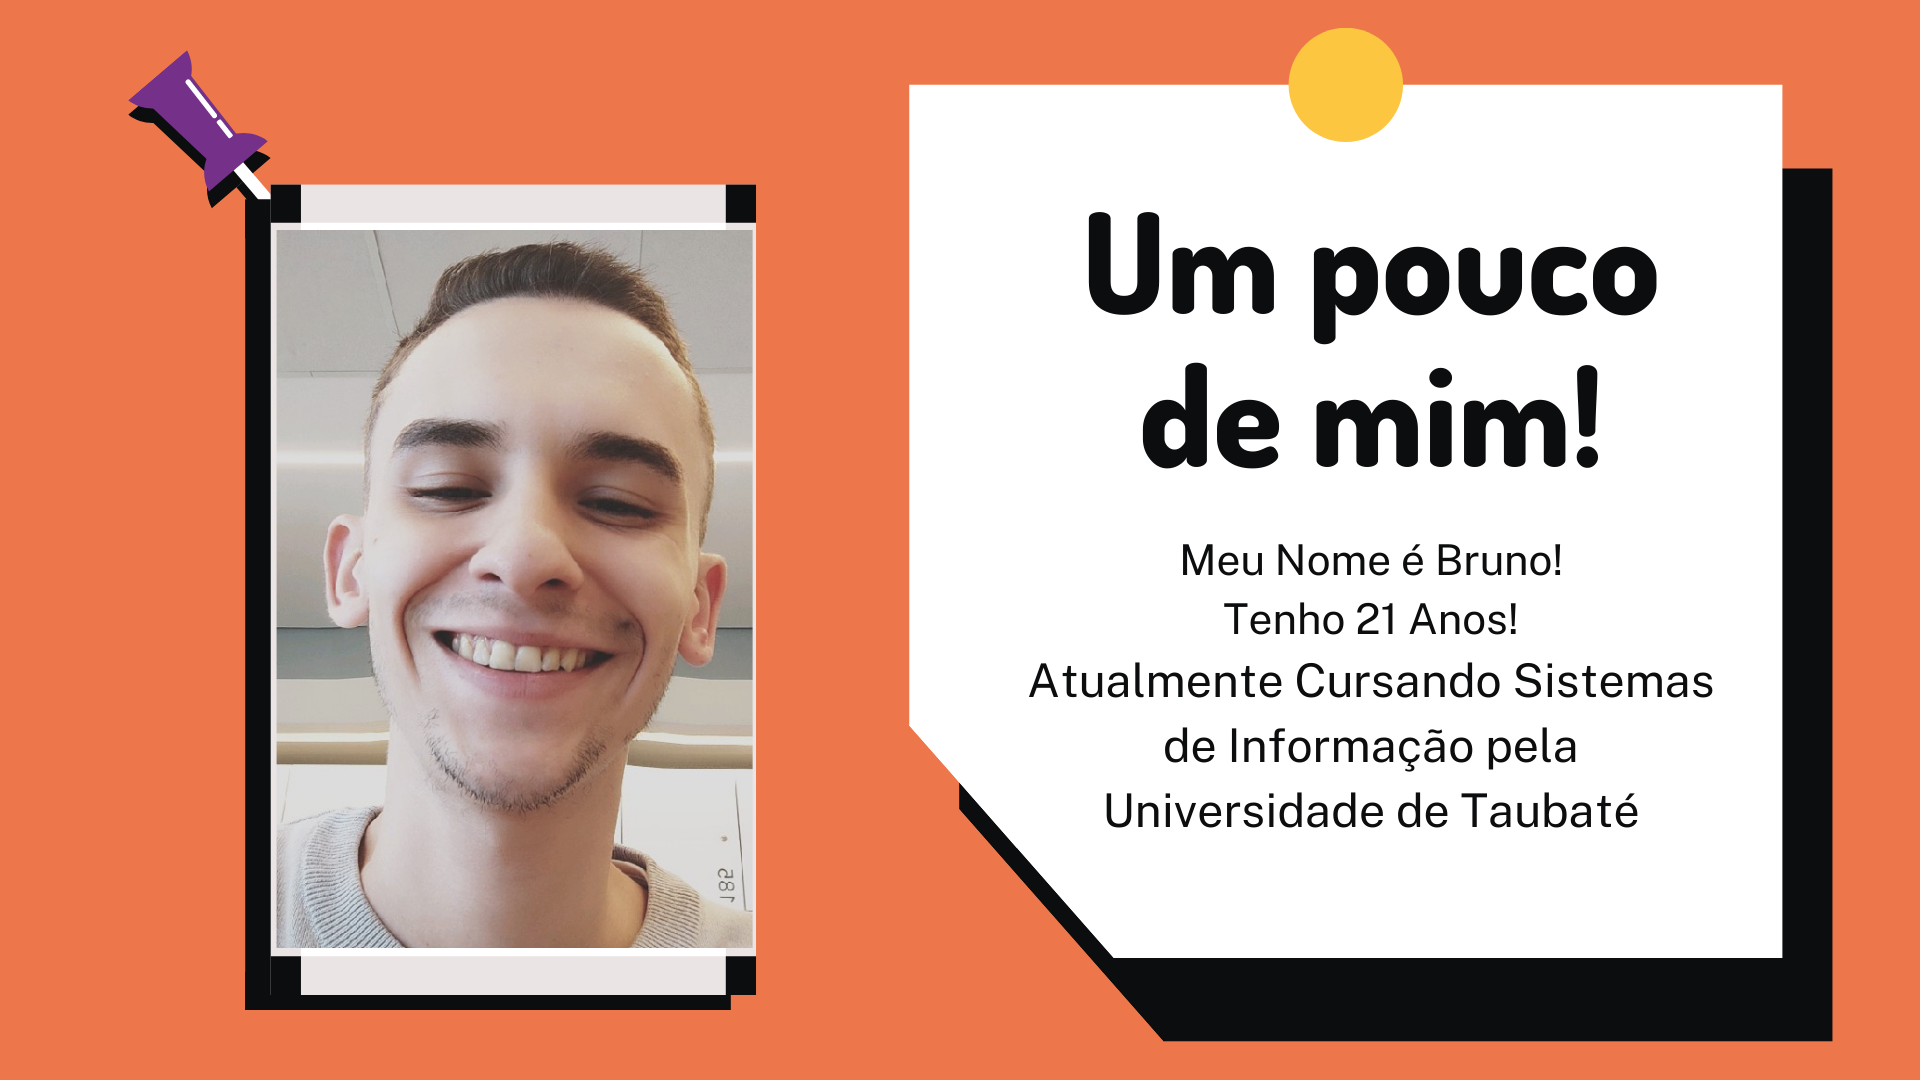 Um pouco
de mim!
Meu Nome é Bruno!
Tenho 21 Anos!
Atualmente Cursando Sistemas
de Informação pela
Universidade de Taubaté